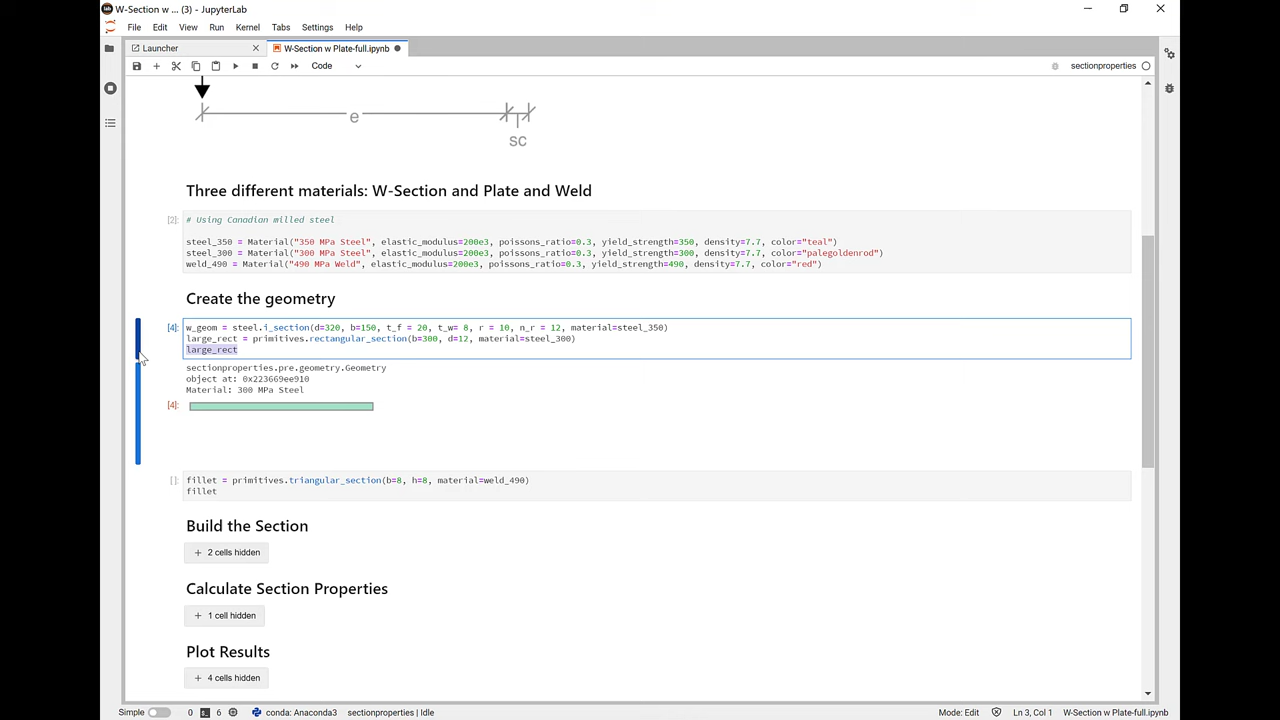 W-Section w ... (3) - JupyterLab
File Edit View Run Kernel Tabs Settings Help
Launcher
W-Section w Plate-full.ipynb
Code
sectionproperties
e
sc
Three different materials: W-Section and Plate and Weld
[2]:
# Using Canadian milled steel
steel_350 = Material("350 MPa Steel", elastic_modulus=200e3, poissons_ratio=0.3, yield_strength=350, density=7.7, color="teal")
steel_300 = Material("300 MPa Steel", elastic_modulus=200e3, poissons_ratio=0.3, yield_strength=300, density=7.7, color="palegoldenrod")
weld_490 = Material("490 MPa Weld", elastic_modulus=200e3, poissons_ratio=0.3, yield_strength=490, density=7.7, color="red")
Create the geometry
[4]:
w_geom = steel.i_section(d=320, b=150, t_f = 20, t_w= 8, r = 10, n_r = 12, material=steel_350)
large_rect = primitives.rectangular_section(b=300, d=12, material=steel_300)
large_rect
sectionproperties.pre.geometry.Geometry
object at: 0x223669ee910
Material: 300 MPa Steel
[4]:
[ ]:
fillet = primitives.triangular_section(b=8, h=8, material=weld_490)
fillet
Build the Section
+ 2 cells hidden
Calculate Section Properties
+ 1 cell hidden
Plot Results
+ 4 cells hidden
Simple 0 6 conda: Anaconda3 sectionproperties | Idle Mode: Edit Ln 3, Col 1 W-Section w Plate-full.ipynb